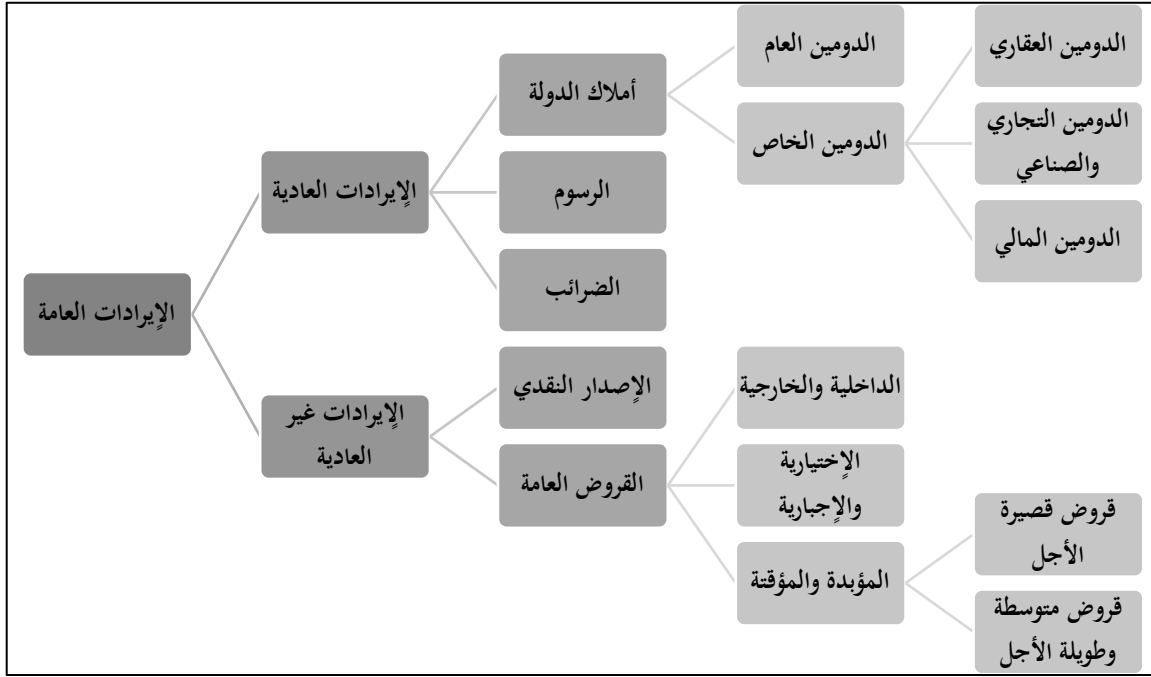 الإيرادات العامة
الإيرادات العادية
أملاك الدولة
الدومين العام
الدومين الخاص
الدومين العقاري
الدومين التجاري
والصناعي
الدومين المالي
الرسوم
الضرائب
الإيرادات غير
العادية
الإصدار النقدي
القروض العامة
الداخلية والخارجية
الإختيارية
والإجبارية
المؤبدة والمؤقتة
قروض قصيرة
الأجل
قروض متوسطة
وطويلة الأجل